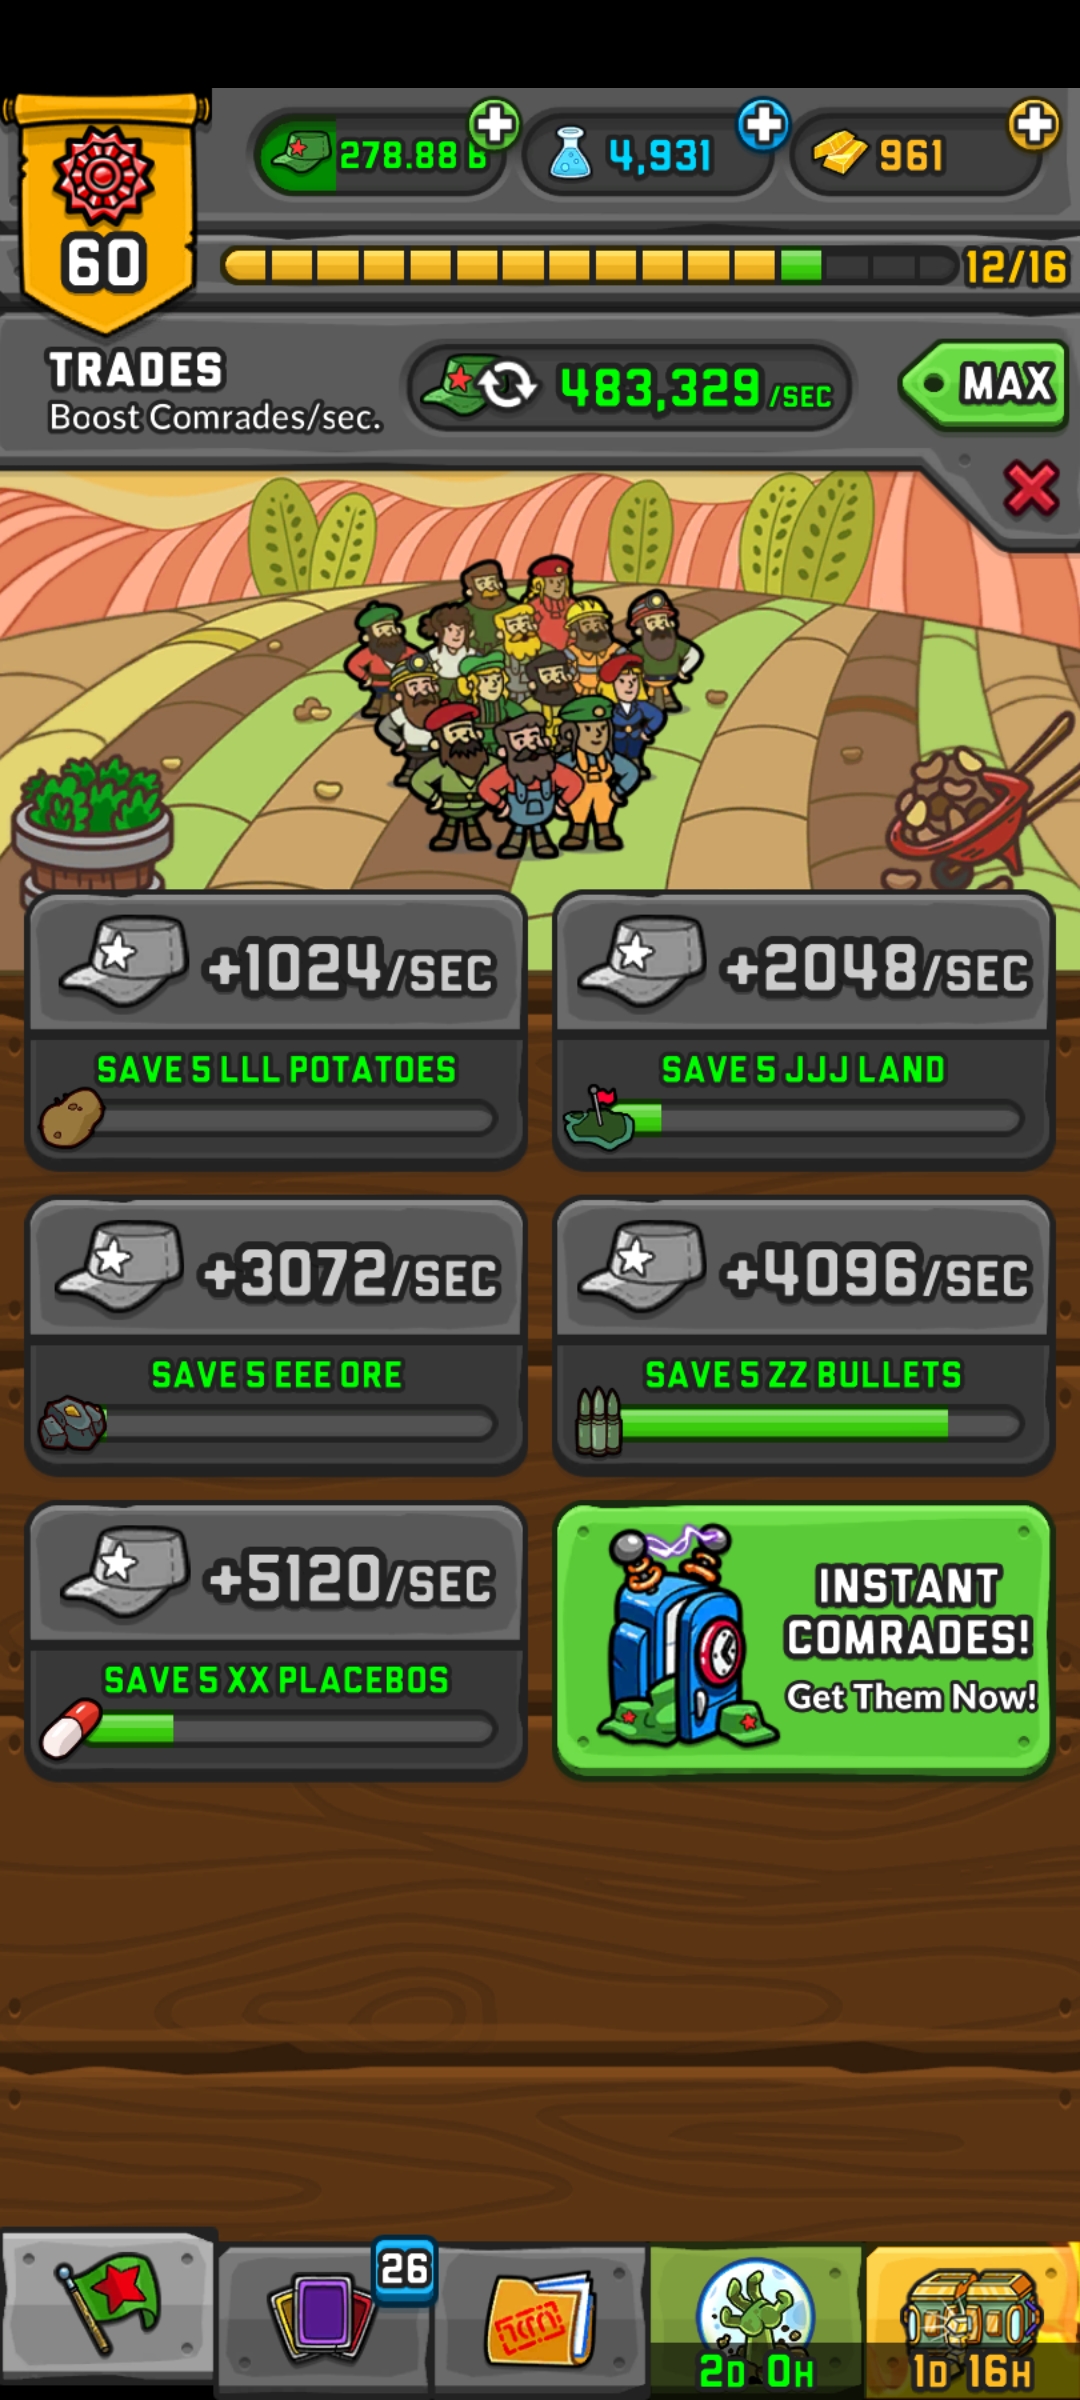 278.88 B
4,931
961
60
12/16
TRADES
Boost Comrades/sec.
483,329/SEC
MAX
+1024/SEC
+2048/SEC
SAVE 5 LLL POTATOES
SAVE 5 JJJ LAND
+3072/SEC
+4096/SEC
SAVE 5 EEE ORE
SAVE 5 ZZ BULLETS
+5120/SEC
INSTANT
COMRADES!
Get Them Now!
SAVE 5 XX PLACEBOS
26
2D 0H
1D 16H